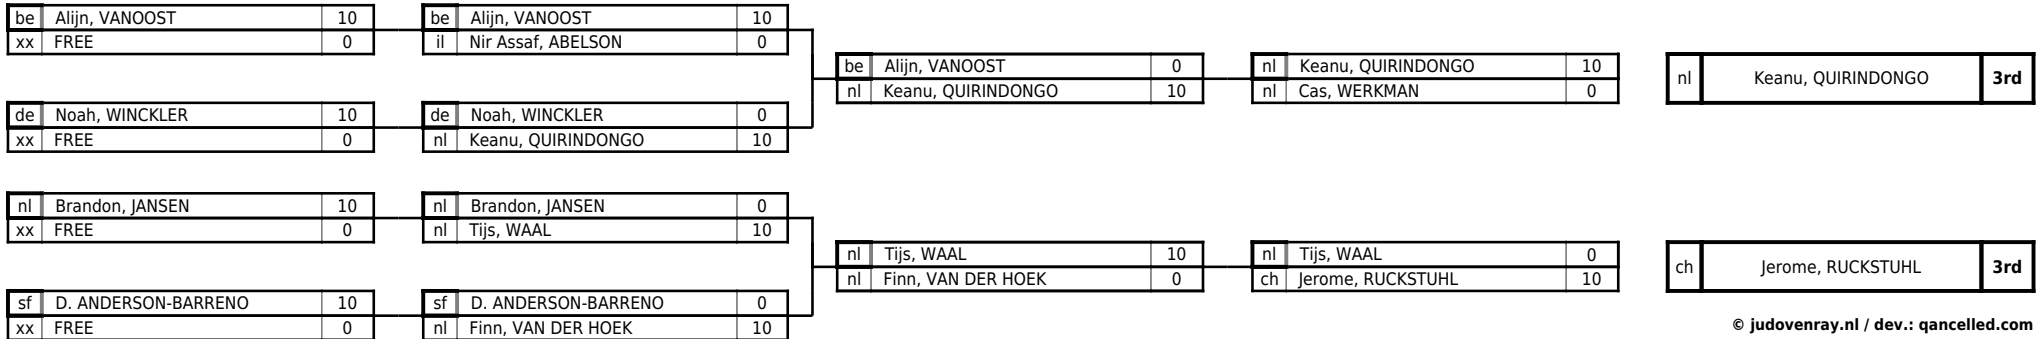 be Alijn, VANOOST 10
xx FREE 0
be Alijn, VANOOST 10
il Nir Assaf, ABELSON 0
be Alijn, VANOOST 0
nl Keanu, QUIRINDONGO 10
nl Keanu, QUIRINDONGO 10
nl Cas, WERKMAN 0
nl Keanu, QUIRINDONGO 3rd
de Noah, WINCKLER 10
xx FREE 0
de Noah, WINCKLER 0
nl Keanu, QUIRINDONGO 10
nl Brandon, JANSEN 10
xx FREE 0
nl Brandon, JANSEN 0
nl Tijs, WAAL 10
nl Tijs, WAAL 10
nl Finn, VAN DER HOEK 0
nl Tijs, WAAL 0
ch Jerome, RUCKSTUHL 10
ch Jerome, RUCKSTUHL 3rd
sf D. ANDERSON-BARRENO 10
xx FREE 0
sf D. ANDERSON-BARRENO 0
nl Finn, VAN DER HOEK 10
© judovenray.nl / dev.: qancelled.com